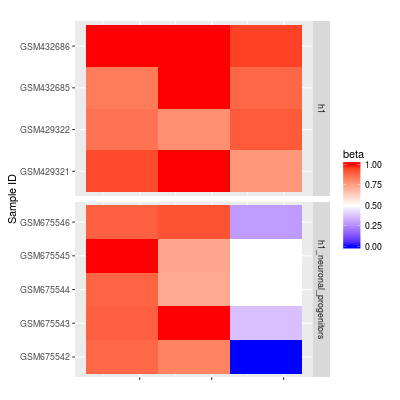 Sample ID
GSM432686
GSM432685
GSM429322
GSM429321
h1
GSM675546
GSM675545
GSM675544
GSM675543
GSM675542
h1_neuronal_progenitors
beta
1.00
0.75
0.50
0.25
0.00